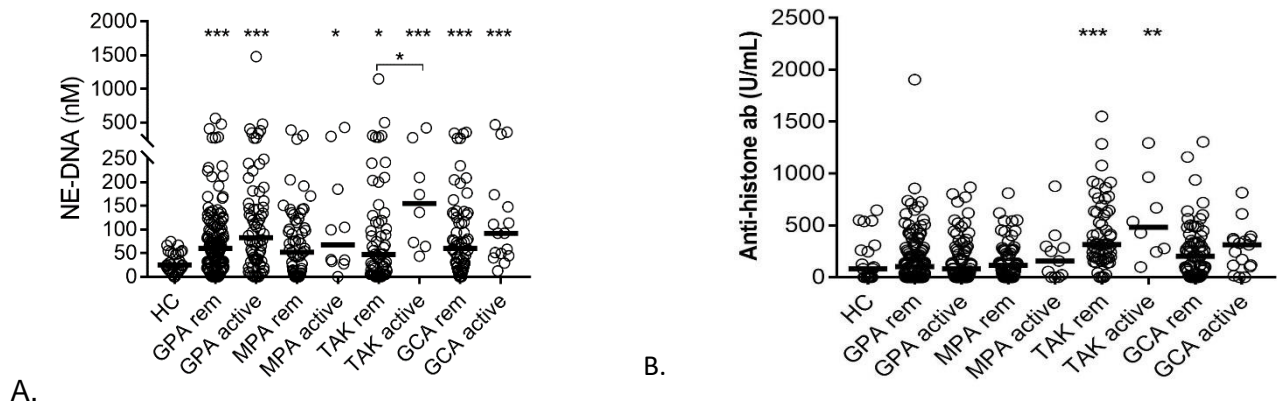 2000
1500
1000
500
250
200
150
100
50
0
NE-DNA (nM)
*** *** * * *** *** ***
*
HC
GPA rem
GPA active
MPA rem
MPA active
TAK rem
TAK active
GCA rem
GCA active
A.
2500
2000
1500
1000
500
0
Anti-histone ab (U/mL)
*** **
HC
GPA rem
GPA active
MPA rem
MPA active
TAK rem
TAK active
GCA rem
GCA active
B.